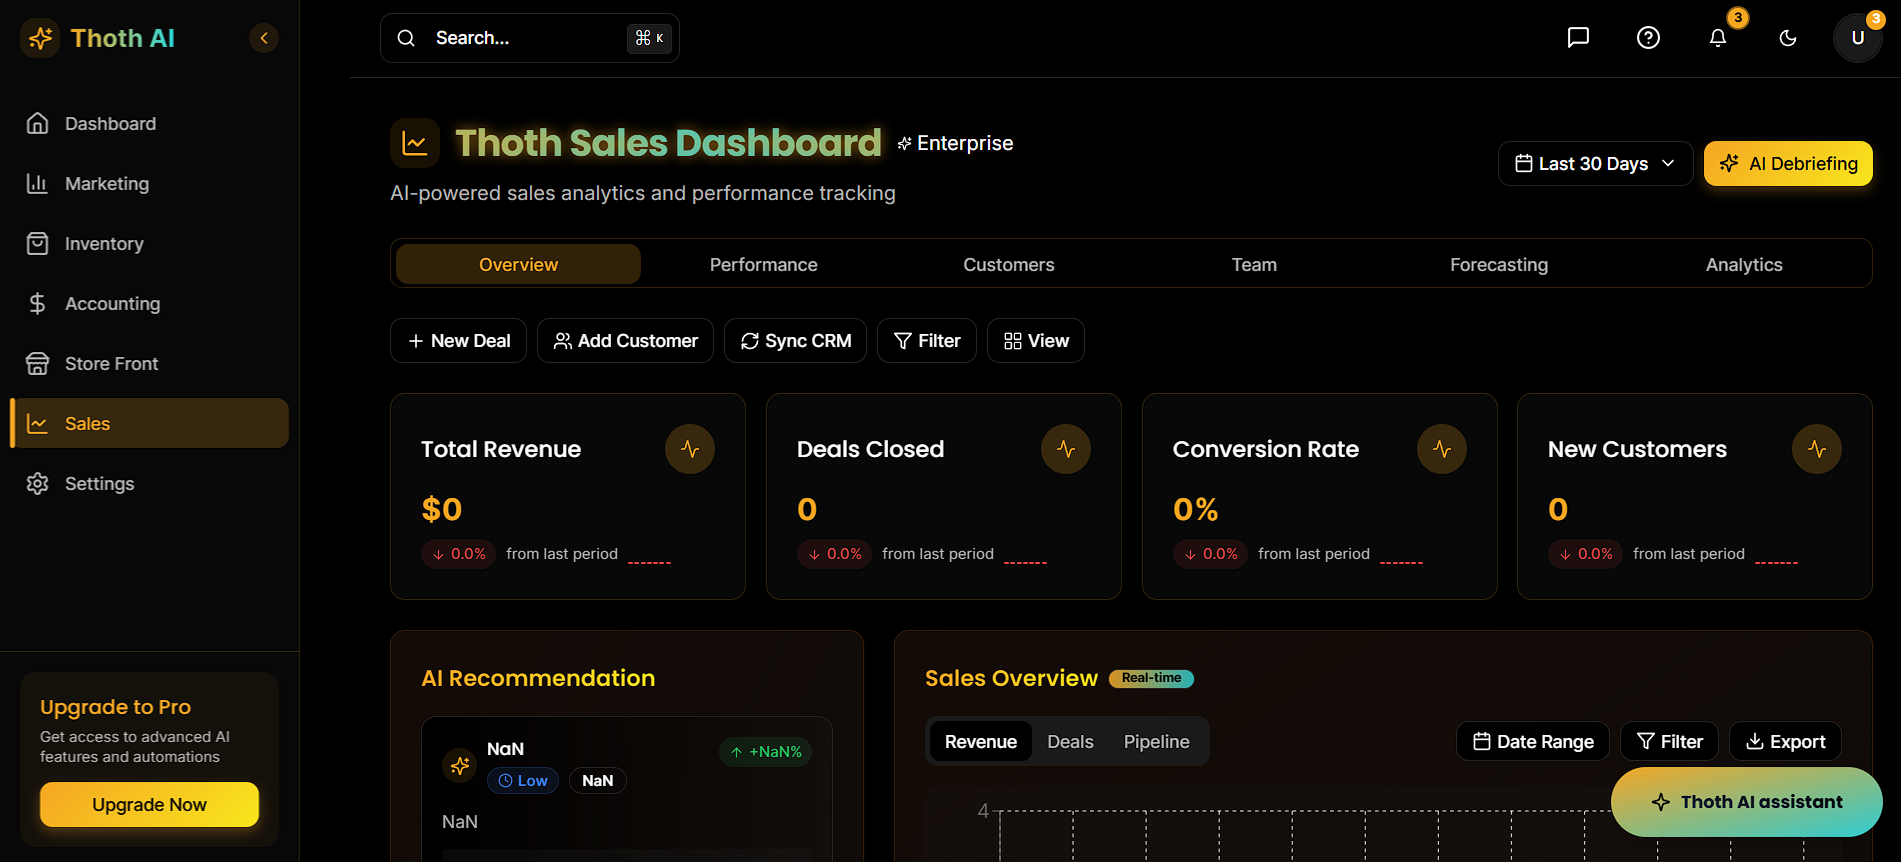 Thoth AI
Search...
⌘ K
3
3
U
Dashboard
Marketing
Inventory
Accounting
Store Front
Sales
Settings
Upgrade to Pro
Get access to advanced AI
features and automations
Upgrade Now
Thoth Sales Dashboard
Enterprise
AI-powered sales analytics and performance tracking
Last 30 Days
AI Debriefing
Overview
Performance
Customers
Team
Forecasting
Analytics
New Deal
Add Customer
Sync CRM
Filter
View
Total Revenue
$0
↓ 0.0% from last period
Deals Closed
0
↓ 0.0% from last period
Conversion Rate
0%
↓ 0.0% from last period
New Customers
0
↓ 0.0% from last period
AI Recommendation
NaN
↑ +NaN%
Low
NaN
NaN
Sales Overview
Real-time
Revenue
Deals
Pipeline
Date Range
Filter
Export
4
Thoth AI assistant